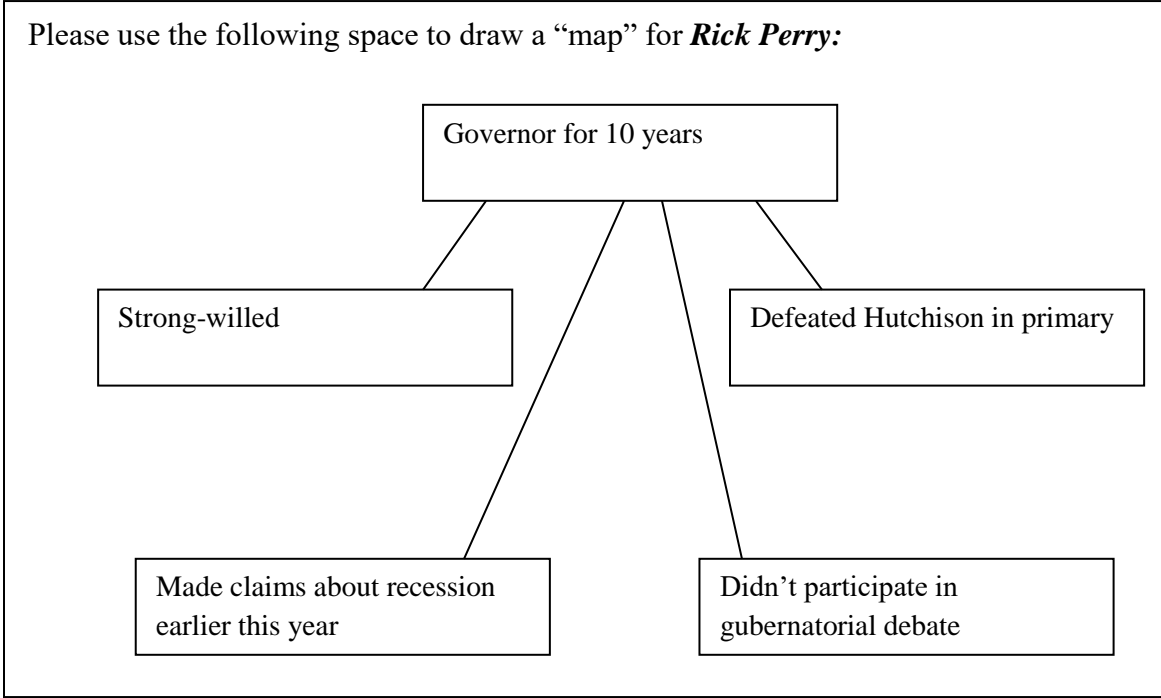 Please use the following space to draw a “map” for Rick Perry:
Governor for 10 years
Strong-willed
Defeated Hutchison in primary
Made claims about recession
earlier this year
Didn’t participate in
gubernatorial debate